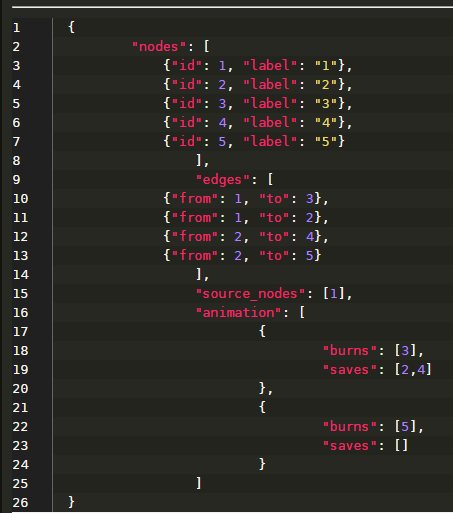 1 {
2 "nodes": [
3 {"id": 1, "label": "1"},
4 {"id": 2, "label": "2"},
5 {"id": 3, "label": "3"},
6 {"id": 4, "label": "4"},
7 {"id": 5, "label": "5"}
8 ],
9 "edges": [
10 {"from": 1, "to": 3},
11 {"from": 1, "to": 2},
12 {"from": 2, "to": 4},
13 {"from": 2, "to": 5}
14 ],
15 "source_nodes": [1],
16 "animation": [
17 {
18 "burns": [3],
19 "saves": [2,4]
20 },
21 {
22 "burns": [5],
23 "saves": []
24 }
25 ]
26 }